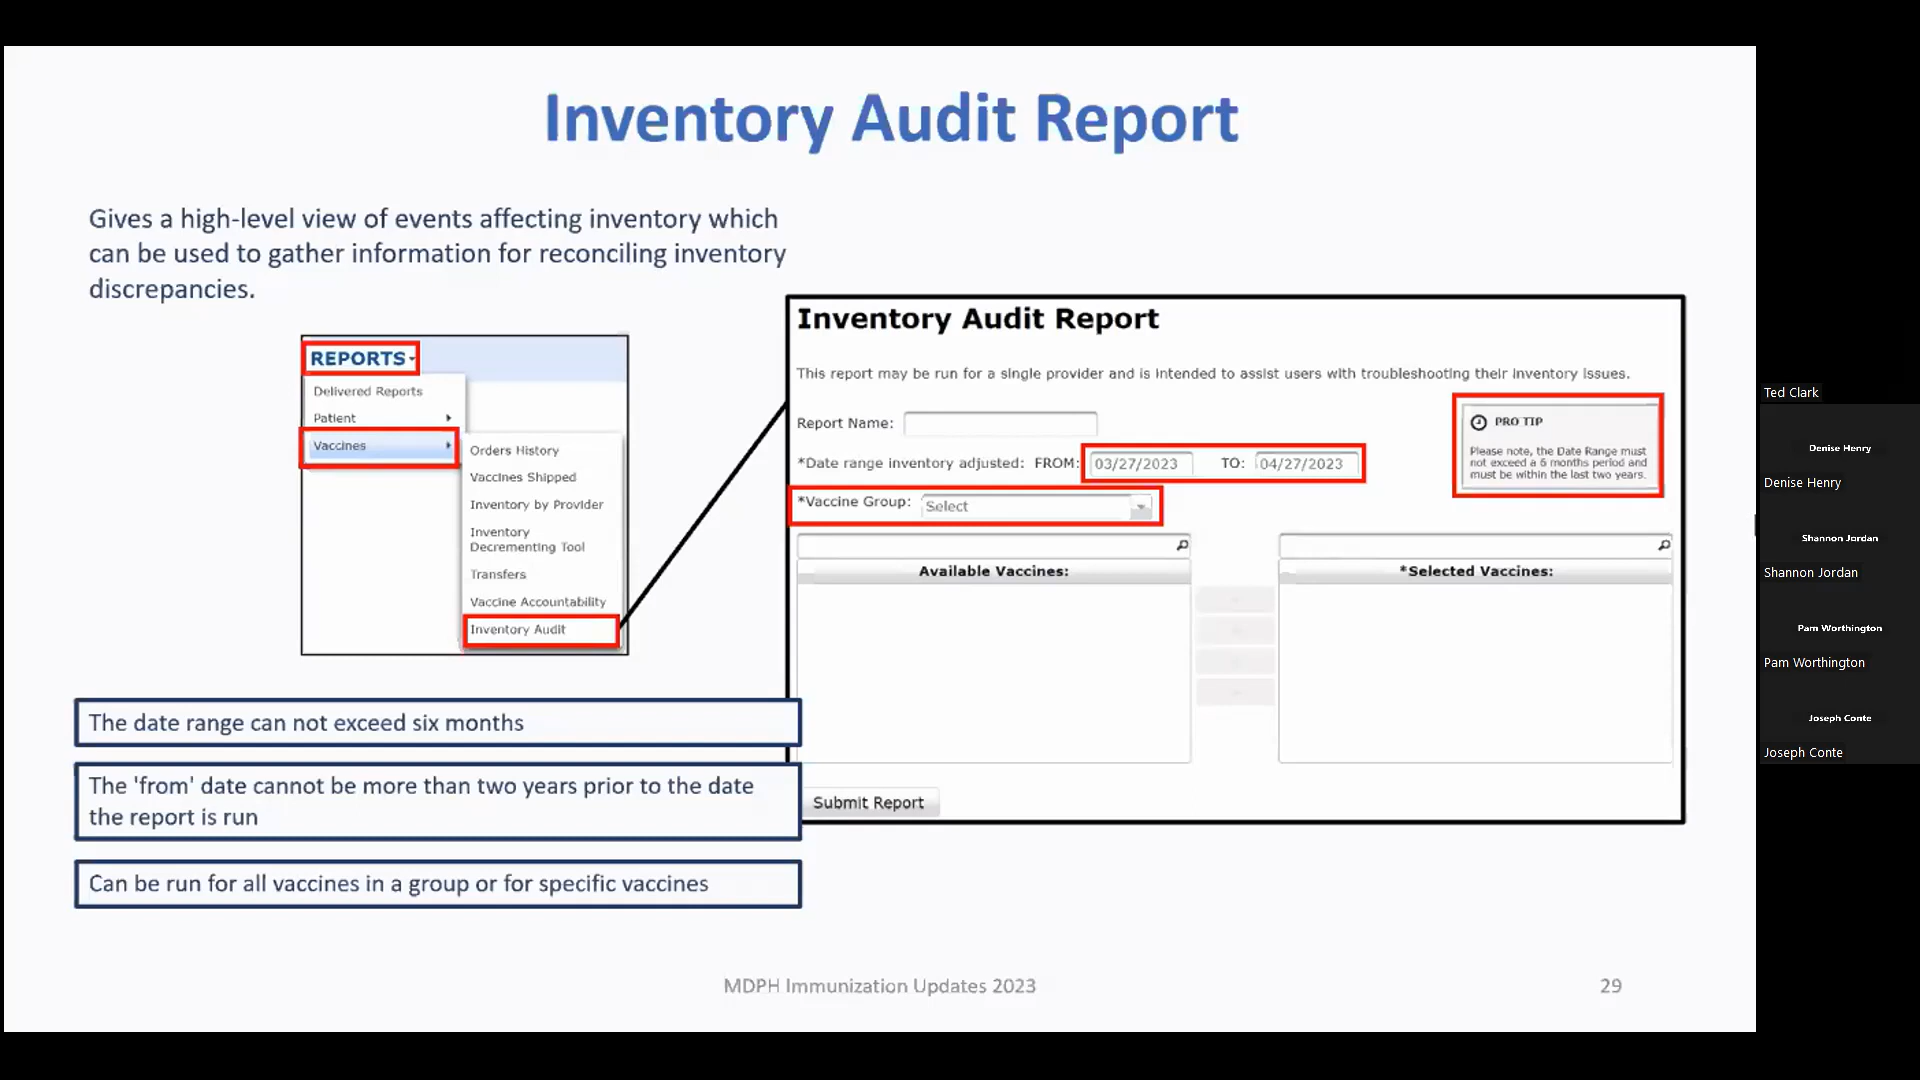 Inventory Audit Report
Gives a high-level view of events affecting inventory which
can be used to gather information for reconciling inventory
discrepancies.
REPORTS
Delivered Reports
Patient
Vaccines
Orders History
Vaccines Shipped
Inventory by Provider
Inventory
Decrementing Tool
Transfers
Vaccine Accountability
Inventory Audit
Inventory Audit Report
This report may be run for a single provider and is intended to assist users with troubleshooting their inventory issues.
Report Name:
*Date range inventory adjusted: FROM: 03/27/2023 TO: 04/27/2023
*Vaccine Group: Select
PRO TIP
Please note, the Date Range must
not exceed a 6 months period and
must be within the last two years.
Available Vaccines:
*Selected Vaccines:
Submit Report
The date range can not exceed six months
The 'from' date cannot be more than two years prior to the date
the report is run
Can be run for all vaccines in a group or for specific vaccines
MDPH Immunization Updates 2023
29
Ted Clark
Denise Henry
Denise Henry
Shannon Jordan
Shannon Jordan
Pam Worthington
Pam Worthington
Joseph Conte
Joseph Conte